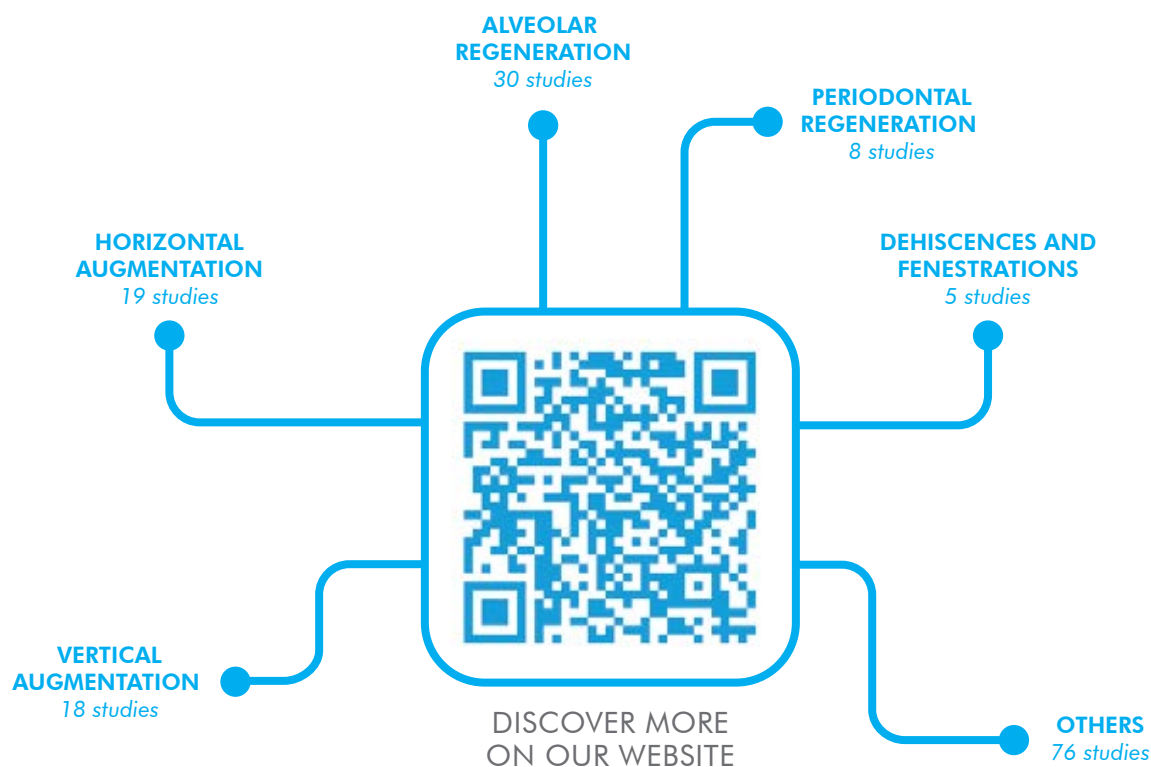 ALVEOLAR
REGENERATION
30 studies
PERIODONTAL
REGENERATION
8 studies
HORIZONTAL
AUGMENTATION
19 studies
DEHISCENCES AND
FENESTRATIONS
5 studies
VERTICAL
AUGMENTATION
18 studies
OTHERS
76 studies
DISCOVER MORE
ON OUR WEBSITE